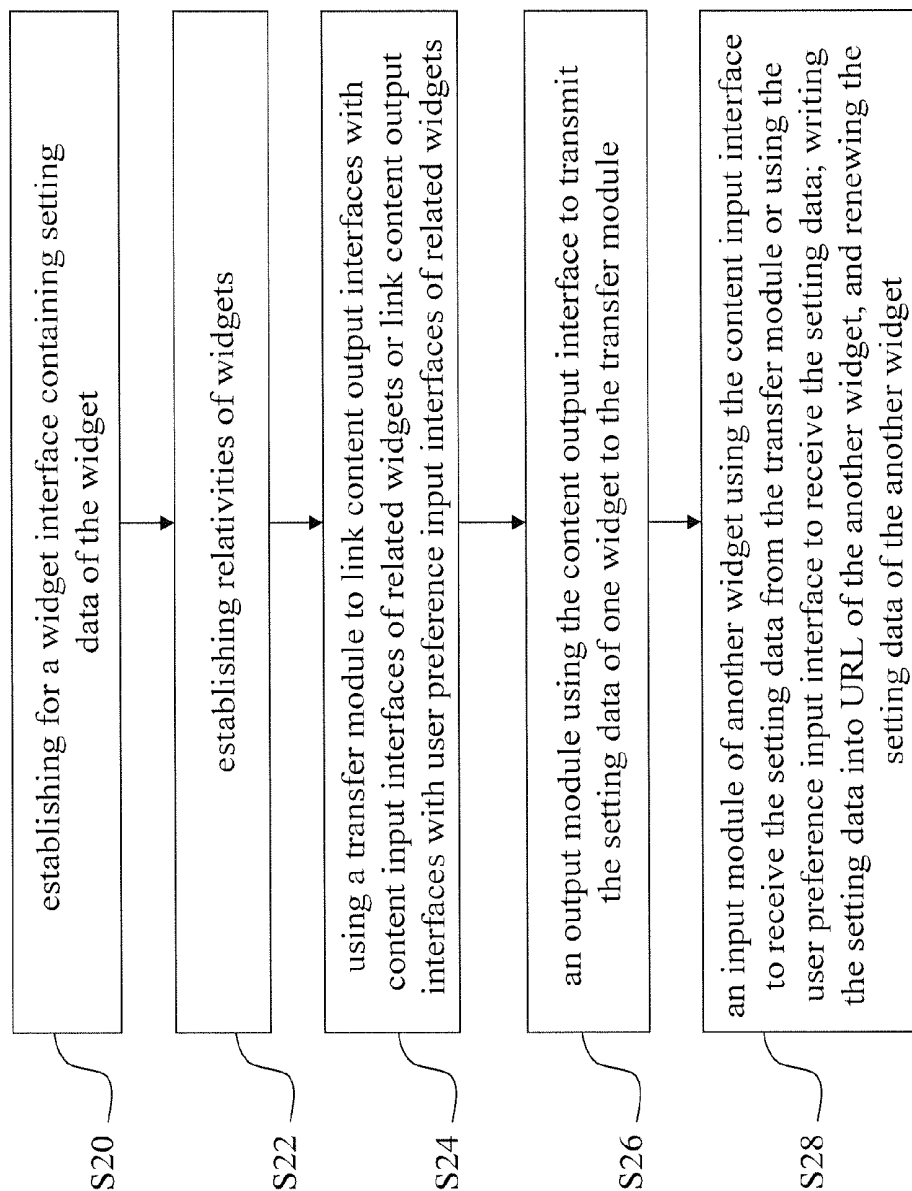 S20
establishing for a widget interface containing setting
data of the widget
S22
establishing relativities of widgets
S24
using a transfer module to link content output interfaces with
content input interfaces of related widgets or link content output
interfaces with user preference input interfaces of related widgets
S26
an output module using the content output interface to transmit
the setting data of one widget to the transfer module
S28
an input module of another widget using the content input interface
to receive the setting data from the transfer module or using the
user preference input interface to receive the setting data; writing
the setting data into URL of the another widget, and renewing the
setting data of the another widget